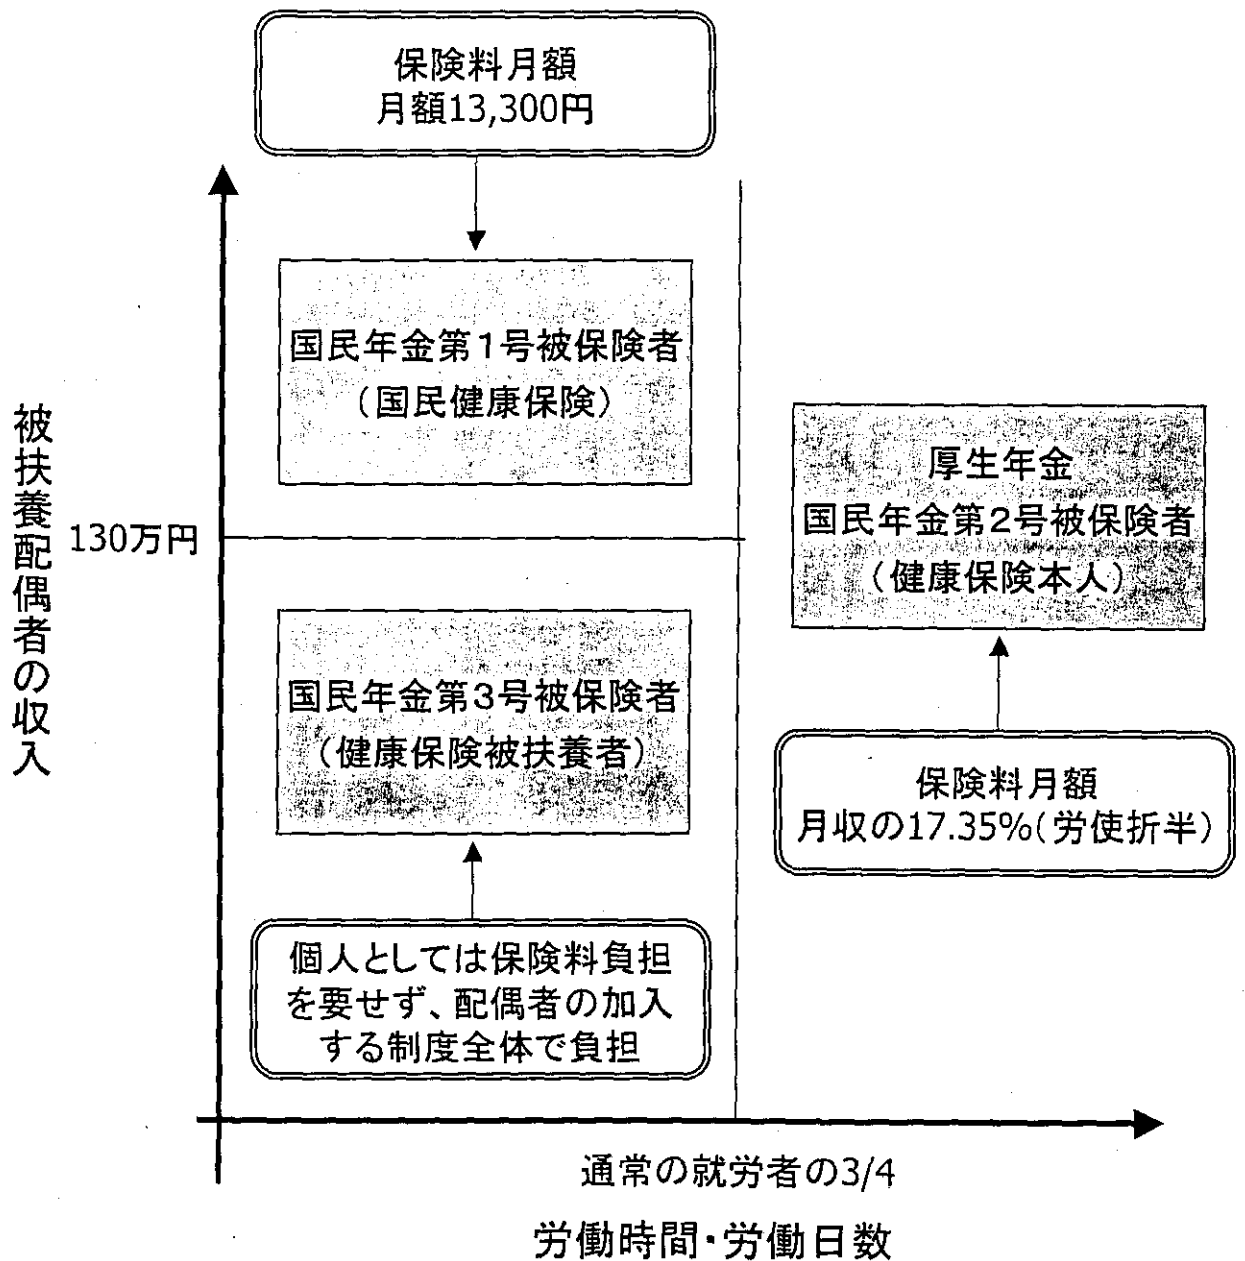 保険料月額
月額13,300円
国民年金第1号被保険者
（国民健康保険）
被扶養配偶者の収入
130万円
厚生年金
国民年金第2号被保険者
（健康保険本人）
国民年金第3号被保険者
（健康保険被扶養者）
保険料月額
月収の17.35%（労使折半）
個人としては保険料負担
を要せず、配偶者の加入
する制度全体で負担
通常の就労者の3/4
労働時間・労働日数